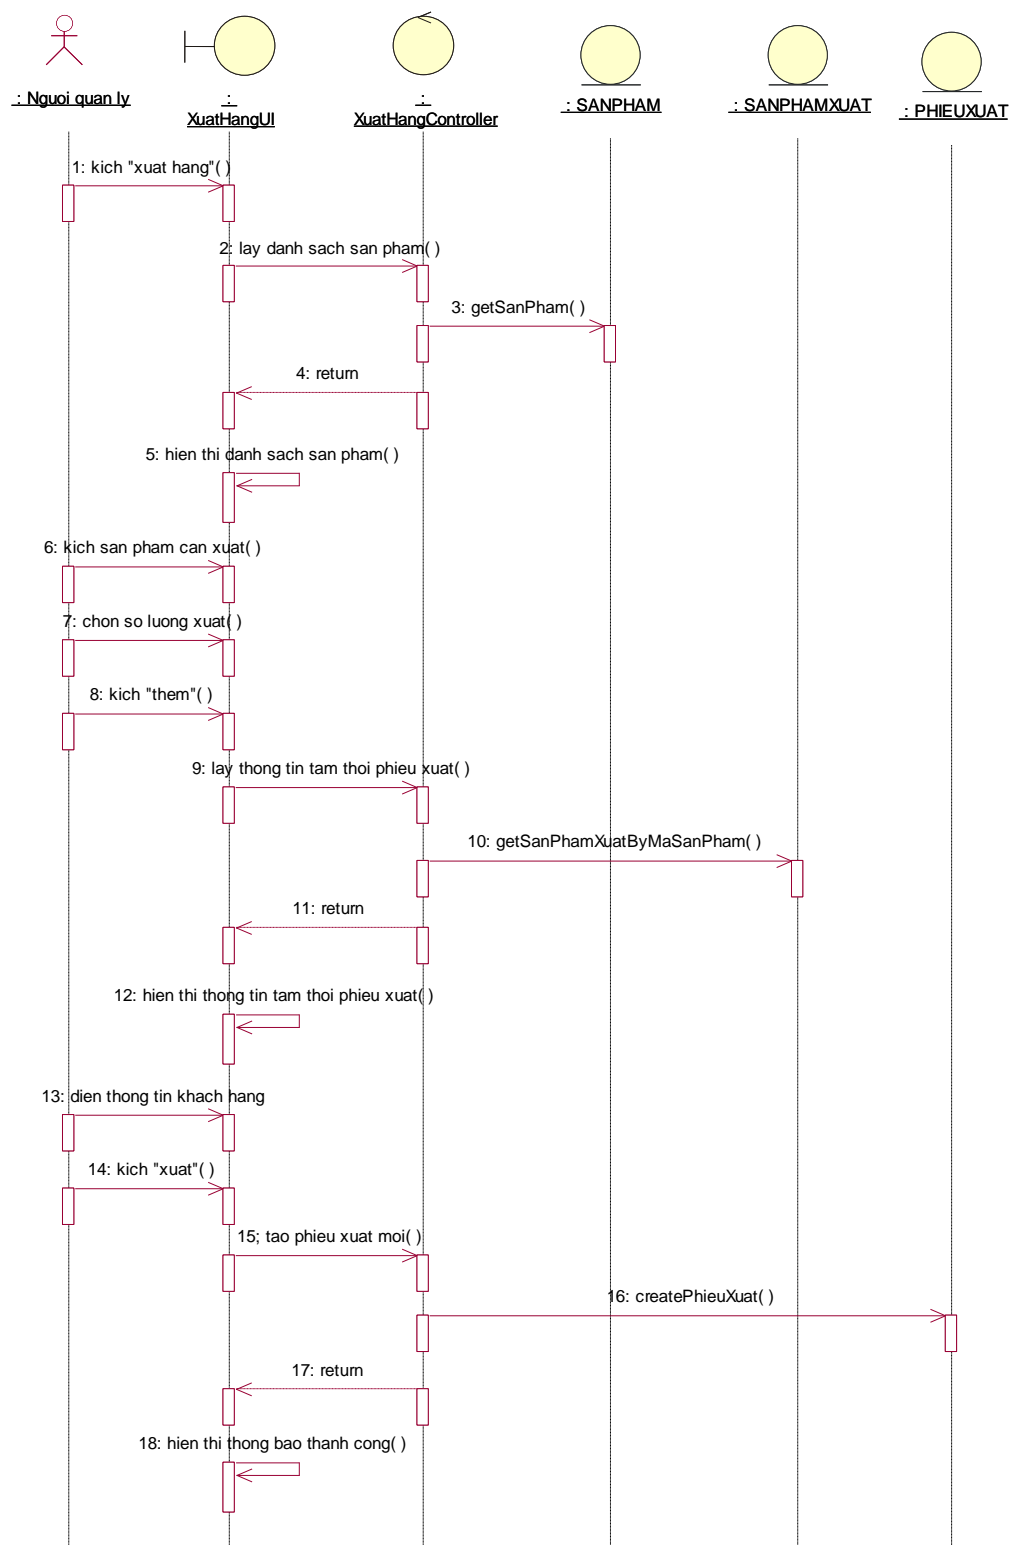 : Nguoi quan ly
:
XuatHangUI
:
XuatHangController
: SANPHAM
: SANPHAMXUAT
: PHIEUXUAT
1: kich "xuat hang"( )
2: lay danh sach san pham( )
3: getSanPham( )
4: return
5: hien thi danh sach san pham( )
6: kich san pham can xuat( )
7: chon so luong xuat( )
8: kich "them"( )
9: lay thong tin tam thoi phieu xuat( )
10: getSanPhamXuatByMaSanPham( )
11: return
12: hien thi thong tin tam thoi phieu xuat( )
13: dien thong tin khach hang
14: kich "xuat"( )
15; tao phieu xuat moi( )
16: createPhieuXuat( )
17: return
18: hien thi thong bao thanh cong( )